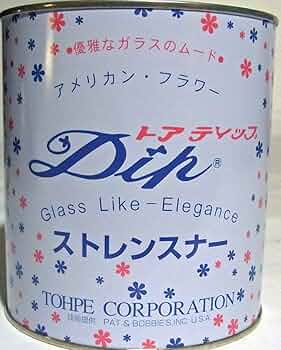 •優雅なガラスのムード•
アメリカン・フラワー
トア ディップ
Dip®
Glass Like-Elegance
ストレンスナー
TOHPE CORPORATION
技術提供 PAT & BOBBIES, INC. U.S.A.